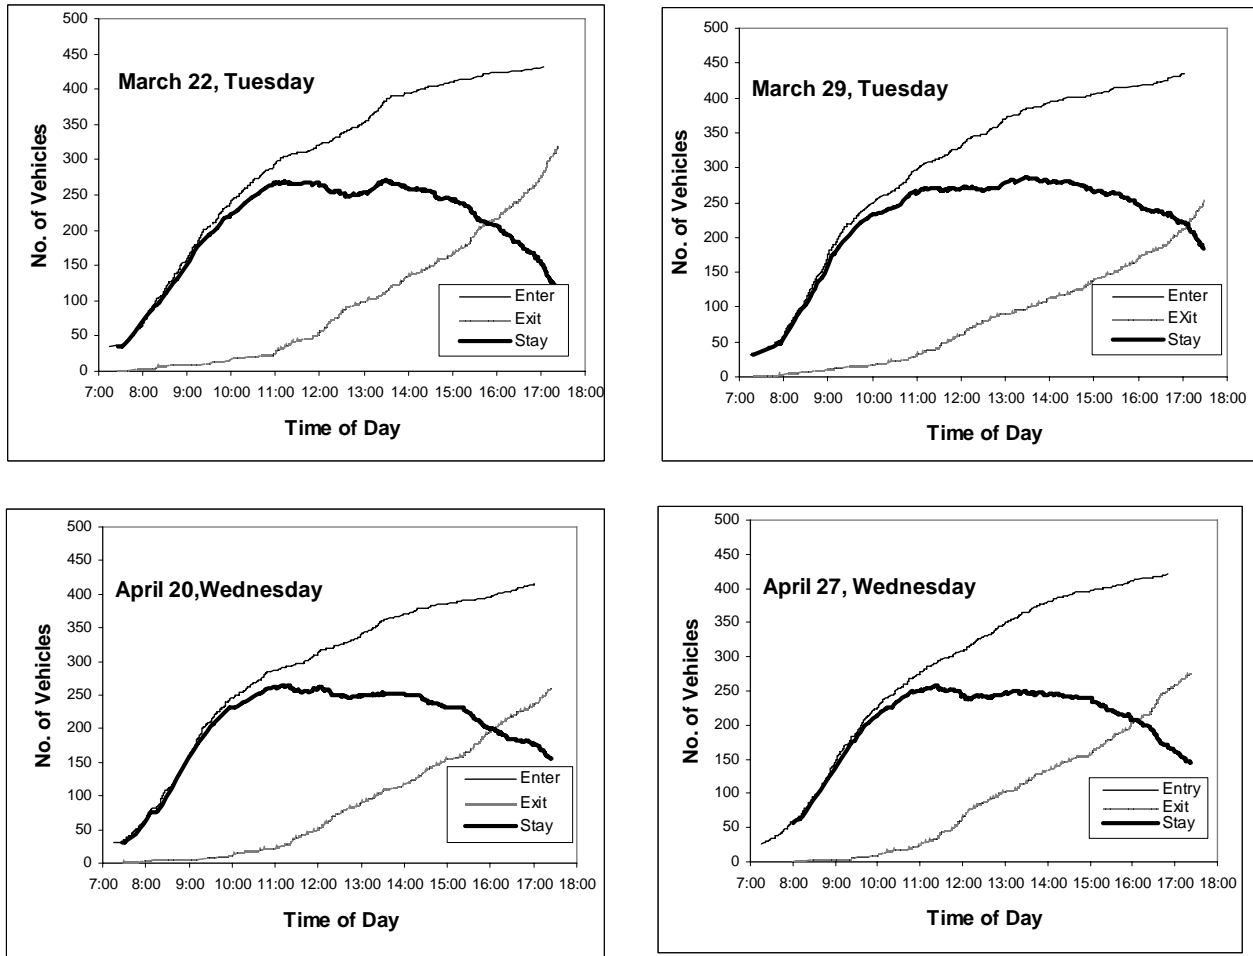 March 22, Tuesday
No. of Vehicles
500
450
400
350
300
250
200
150
100
50
0
Enter
Exit
Stay
7:00 8:00 9:00 10:00 11:00 12:00 13:00 14:00 15:00 16:00 17:00 18:00
Time of Day
March 29, Tuesday
No. of Vehicles
500
450
400
350
300
250
200
150
100
50
0
Enter
EXit
Stay
7:00 8:00 9:00 10:00 11:00 12:00 13:00 14:00 15:00 16:00 17:00 18:00
Time of Day
April 20,Wednesday
No. of Vehicles
500
450
400
350
300
250
200
150
100
50
0
Enter
Exit
Stay
7:00 8:00 9:00 10:00 11:00 12:00 13:00 14:00 15:00 16:00 17:00 18:00
Time of Day
April 27, Wednesday
No. of Vehicles
500
450
400
350
300
250
200
150
100
50
0
Entry
Exit
Stay
7:00 8:00 9:00 10:00 11:00 12:00 13:00 14:00 15:00 16:00 17:00 18:00
Time of Day